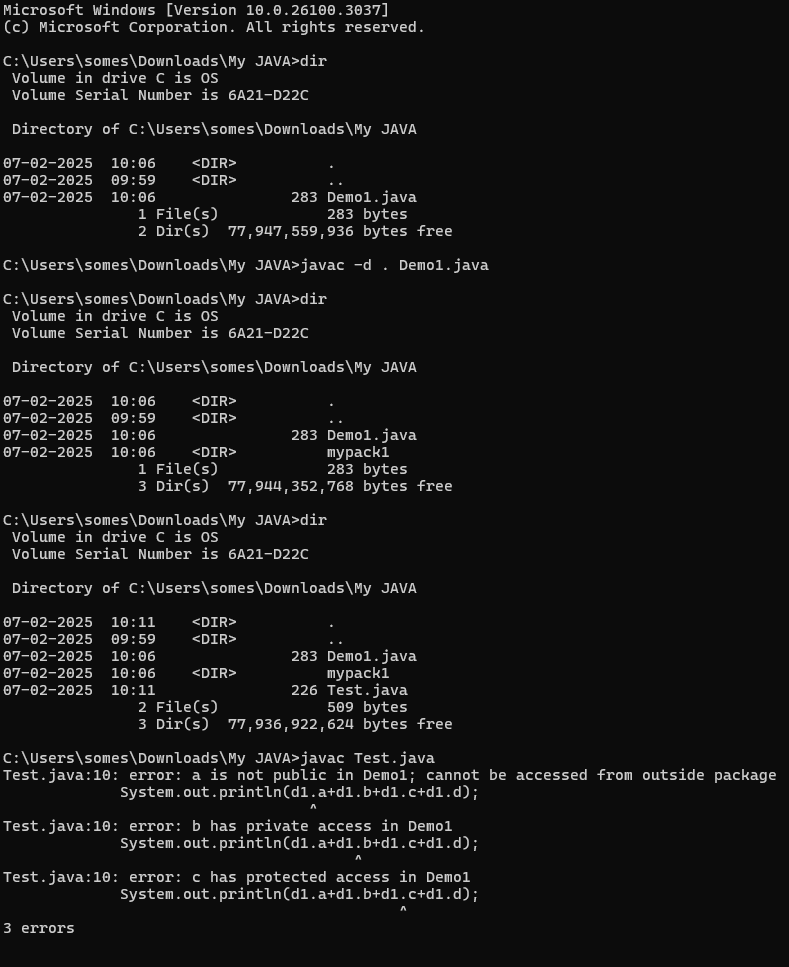 Microsoft Windows [Version 10.0.26100.3037]
(c) Microsoft Corporation. All rights reserved.
C:\Users\somes\Downloads\My JAVA>dir
 Volume in drive C is OS
 Volume Serial Number is 6A21-D22C
 Directory of C:\Users\somes\Downloads\My JAVA
07-02-2025  10:06    <DIR>          .
07-02-2025  09:59    <DIR>          ..
07-02-2025  10:06               283 Demo1.java
               1 File(s)            283 bytes
               2 Dir(s)  77,947,559,936 bytes free
C:\Users\somes\Downloads\My JAVA>javac -d . Demo1.java
C:\Users\somes\Downloads\My JAVA>dir
 Volume in drive C is OS
 Volume Serial Number is 6A21-D22C
 Directory of C:\Users\somes\Downloads\My JAVA
07-02-2025  10:06    <DIR>          .
07-02-2025  09:59    <DIR>          ..
07-02-2025  10:06               283 Demo1.java
07-02-2025  10:06    <DIR>          mypack1
               1 File(s)            283 bytes
               3 Dir(s)  77,944,352,768 bytes free
C:\Users\somes\Downloads\My JAVA>dir
 Volume in drive C is OS
 Volume Serial Number is 6A21-D22C
 Directory of C:\Users\somes\Downloads\My JAVA
07-02-2025  10:11    <DIR>          .
07-02-2025  09:59    <DIR>          ..
07-02-2025  10:06               283 Demo1.java
07-02-2025  10:06    <DIR>          mypack1
07-02-2025  10:11               226 Test.java
               2 File(s)            509 bytes
               3 Dir(s)  77,936,922,624 bytes free
C:\Users\somes\Downloads\My JAVA>javac Test.java
Test.java:10: error: a is not public in Demo1; cannot be accessed from outside package
             System.out.println(d1.a+d1.b+d1.c+d1.d);
                                  ^
Test.java:10: error: b has private access in Demo1
             System.out.println(d1.a+d1.b+d1.c+d1.d);
                                       ^
Test.java:10: error: c has protected access in Demo1
             System.out.println(d1.a+d1.b+d1.c+d1.d);
                                            ^
3 errors